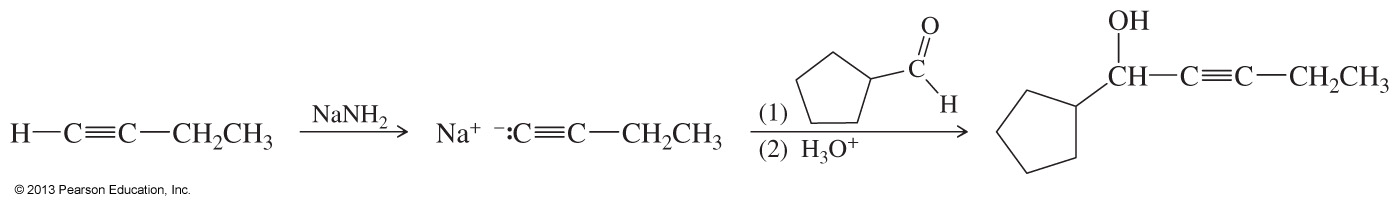 H—C≡C—CH₂CH₃
NaNH₂
Na⁺ ⁻:C≡C—CH₂CH₃
O
C
H
(1)
(2) H₃O⁺
OH
CH—C≡C—CH₂CH₃
© 2013 Pearson Education, Inc.